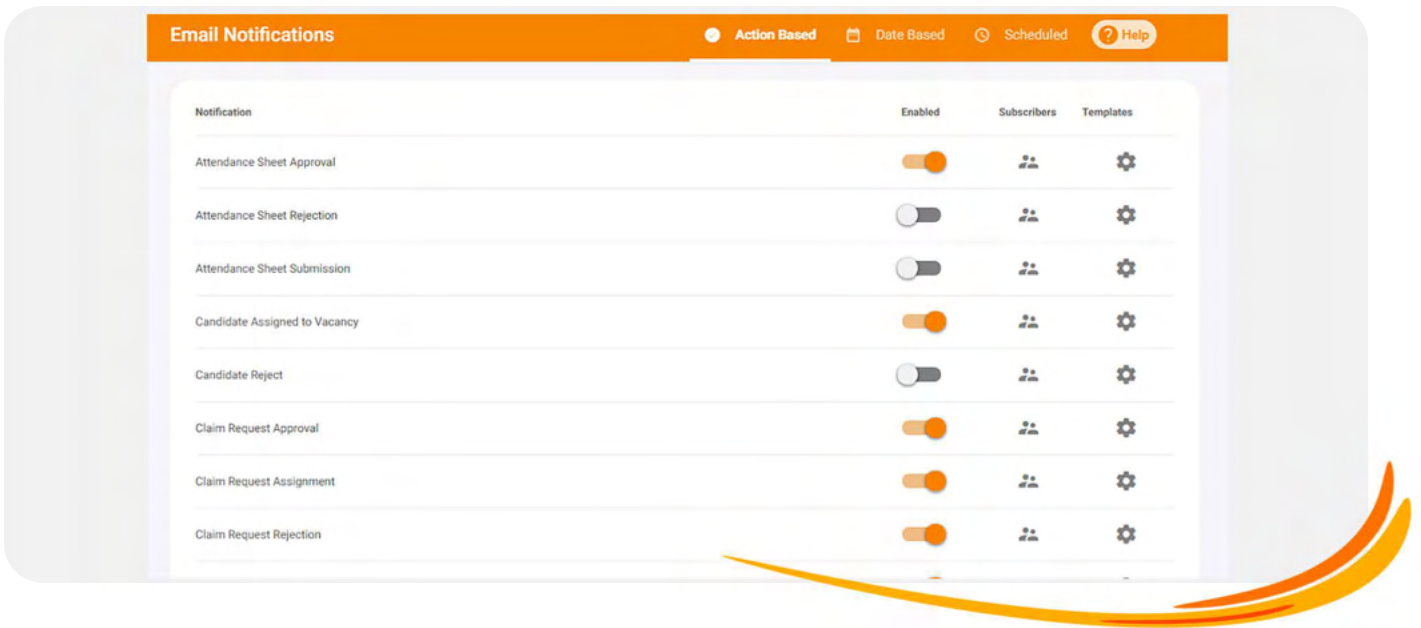 Email Notifications Action Based Date Based Scheduled ? Help
Notification Enabled Subscribers Templates
Attendance Sheet Approval
Attendance Sheet Rejection
Attendance Sheet Submission
Candidate Assigned to Vacancy
Candidate Reject
Claim Request Approval
Claim Request Assignment
Claim Request Rejection